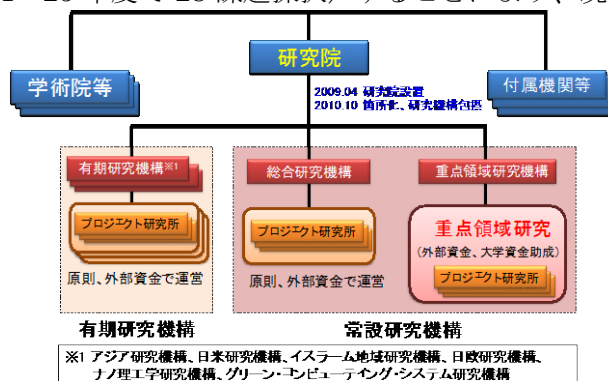 研究院
学術院等
付属機関等
2009.04 研究院設置
2010.10 箇所化、研究機構包括
有期研究機構※1
総合研究機構
重点領域研究機構
プロジェクト研究所
プロジェクト研究所
重点領域研究
(外部資金、大学資金助成)
プロジェクト研究所
原則、外部資金で運営
原則、外部資金で運営
有期研究機構
常設研究機構
※1 アジア研究機構、日米研究機構、イスラーム地域研究機構、日欧研究機構、
ナノ理工学研究機構、グリーン・コンピューティング・システム研究機構